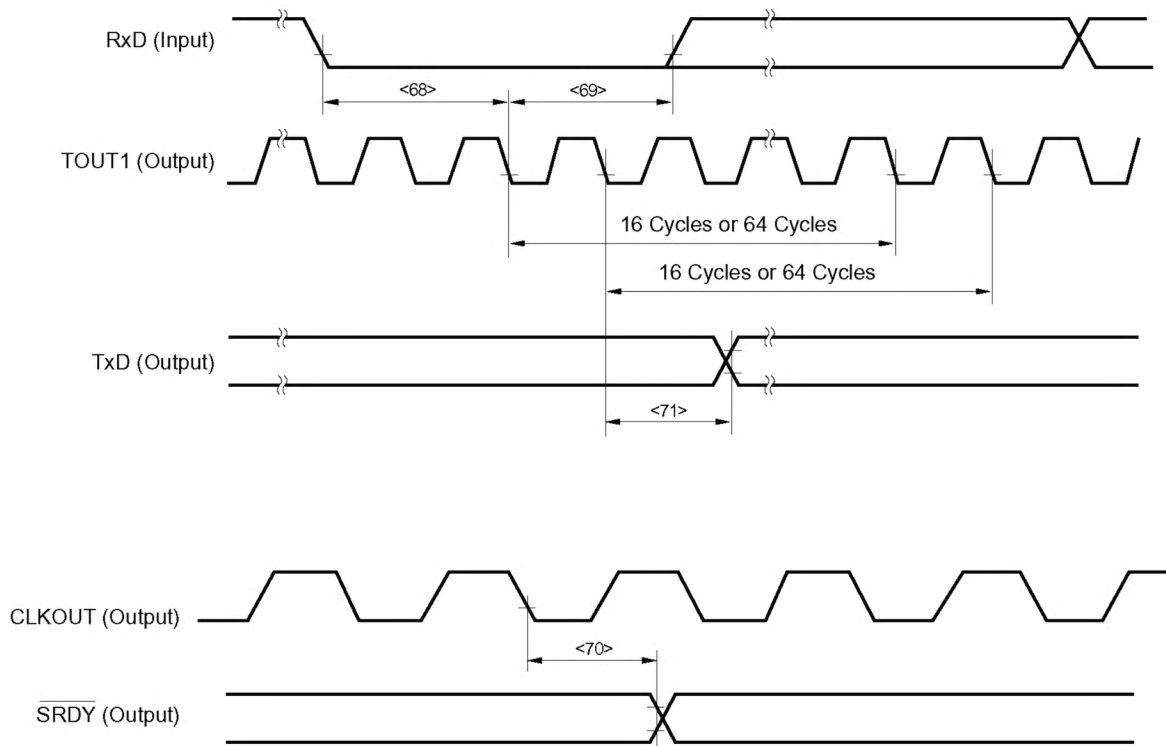 RxD (Input)
<68>
<69>
TOUT1 (Output)
16 Cycles or 64 Cycles
16 Cycles or 64 Cycles
TxD (Output)
<71>
CLKOUT (Output)
<70>
SRDY (Output)